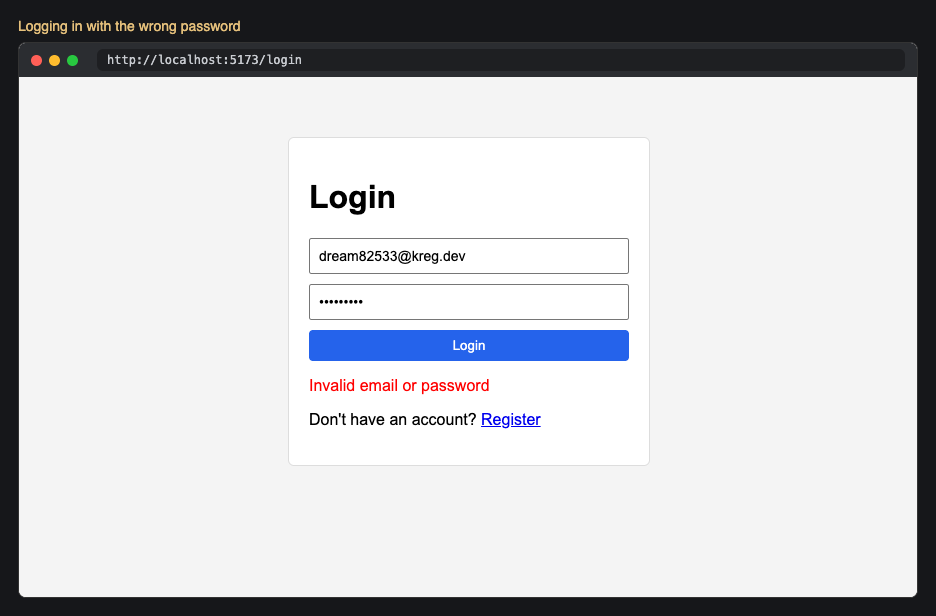 Logging in with the wrong password
http://localhost:5173/login
Login
dream82533@kreg.dev
•••••••••
Login
Invalid email or password
Don't have an account? Register